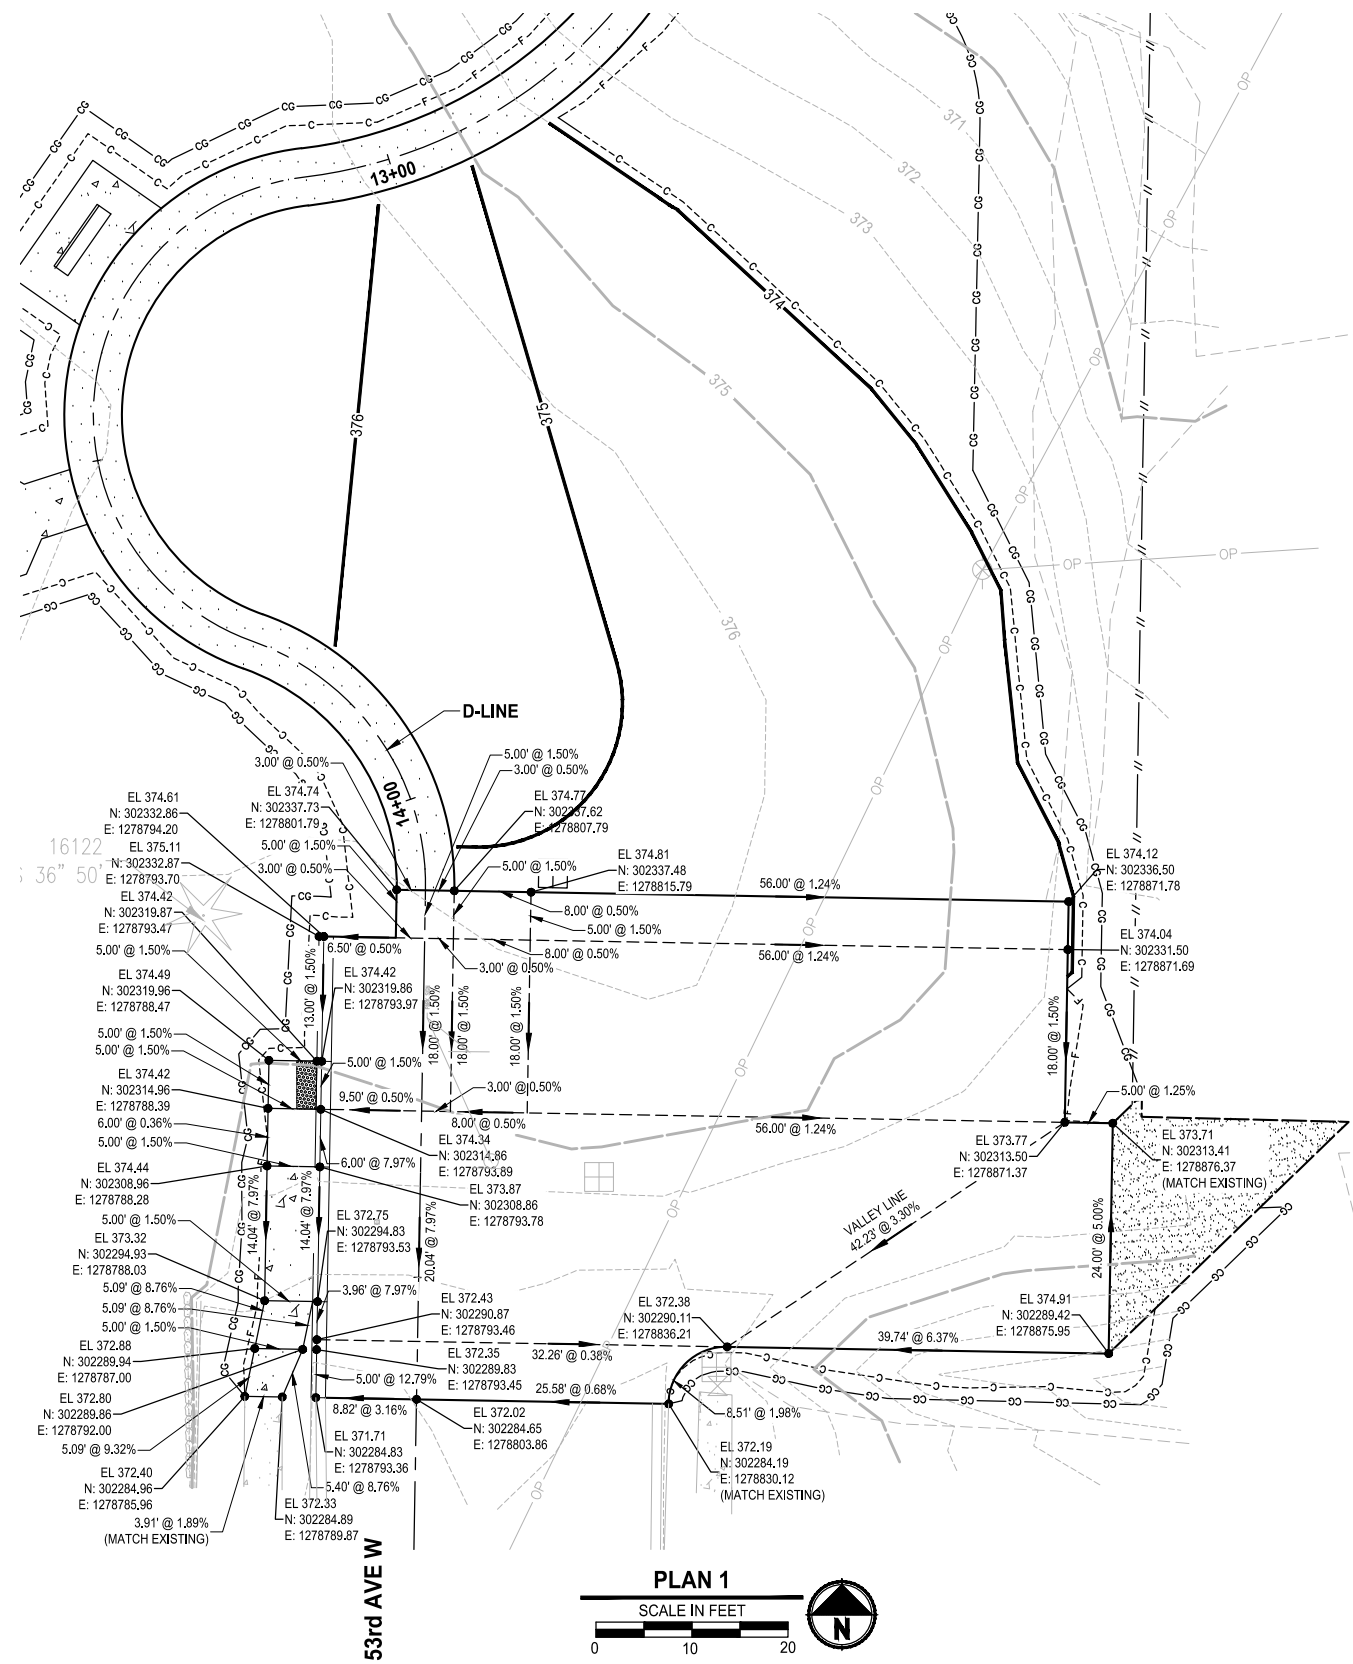 13+00
371
372
373
374
375
375
376
376
OP
CG
C
F
D-LINE
14+00
3.00' @ 0.50%
5.00' @ 1.50%
3.00' @ 0.50%
EL 374.61
N: 302332.86
E: 1278794.20
EL 374.74
N: 302337.73
E: 1278801.79
EL 374.77
N: 302337.62
E: 1278807.79
EL 375.11
N: 302332.87
E: 1278793.70
5.00' @ 1.50%
3.00' @ 0.50%
5.00' @ 1.50%
EL 374.81
N: 302337.48
E: 1278815.79
56.00' @ 1.24%
EL 374.12
N: 302336.50
E: 1278871.78
16122
36" 50'
EL 374.42
N: 302319.87
E: 1278793.47
8.00' @ 0.50%
5.00' @ 1.50%
6.50' @ 0.50%
8.00' @ 0.50%
3.00' @ 0.50%
56.00' @ 1.24%
EL 374.04
N: 302331.50
E: 1278871.69
5.00' @ 1.50%
EL 374.49
N: 302319.96
E: 1278788.47
13.00' @ 1.50%
EL 374.42
N: 302319.86
E: 1278793.97
18.00' @ 1.50%
18.00' @ 1.50%
18.00' @ 1.50%
18.00' @ 1.50%
5.00' @ 1.50%
5.00' @ 1.50%
5.00' @ 1.50%
EL 374.42
N: 302314.96
E: 1278788.39
9.50' @ 0.50%
3.00' @ 0.50%
8.00' @ 0.50%
56.00' @ 1.24%
5.00' @ 1.25%
6.00' @ 0.36%
5.00' @ 1.50%
EL 374.34
N: 302314.86
E: 1278793.89
EL 373.77
N: 302313.50
E: 1278871.37
EL 373.71
N: 302313.41
E: 1278876.37
(MATCH EXISTING)
EL 374.44
N: 302308.96
E: 1278788.28
6.00' @ 7.97%
EL 373.87
N: 302308.86
E: 1278793.78
14.04' @ 7.97%
14.04' @ 7.97%
20.04' @ 7.97%
VALLEY LINE
42.23' @ 3.30%
24.00' @ 5.00%
5.00' @ 1.50%
EL 373.32
N: 302294.93
E: 1278788.03
EL 372.75
N: 302294.83
E: 1278793.53
5.09' @ 8.76%
5.09' @ 8.76%
5.00' @ 1.50%
3.96' @ 7.97%
EL 372.43
N: 302290.87
E: 1278793.46
EL 372.38
N: 302290.11
E: 1278836.21
EL 374.91
N: 302289.42
E: 1278875.95
39.74' @ 6.37%
32.26' @ 0.38%
EL 372.88
N: 302289.94
E: 1278787.00
EL 372.35
N: 302289.83
E: 1278793.45
5.00' @ 12.79%
25.58' @ 0.68%
EL 372.80
N: 302289.86
E: 1278792.00
5.09' @ 9.32%
8.82' @ 3.16%
8.51' @ 1.98%
EL 372.02
N: 302284.65
E: 1278803.86
EL 371.71
N: 302284.83
E: 1278793.36
5.40' @ 8.76%
EL 372.19
N: 302284.19
E: 1278830.12
(MATCH EXISTING)
EL 372.40
N: 302284.96
E: 1278785.96
3.91' @ 1.89%
(MATCH EXISTING)
EL 372.33
N: 302284.89
E: 1278789.87
53rd AVE W
PLAN 1
SCALE IN FEET
0 10 20
N